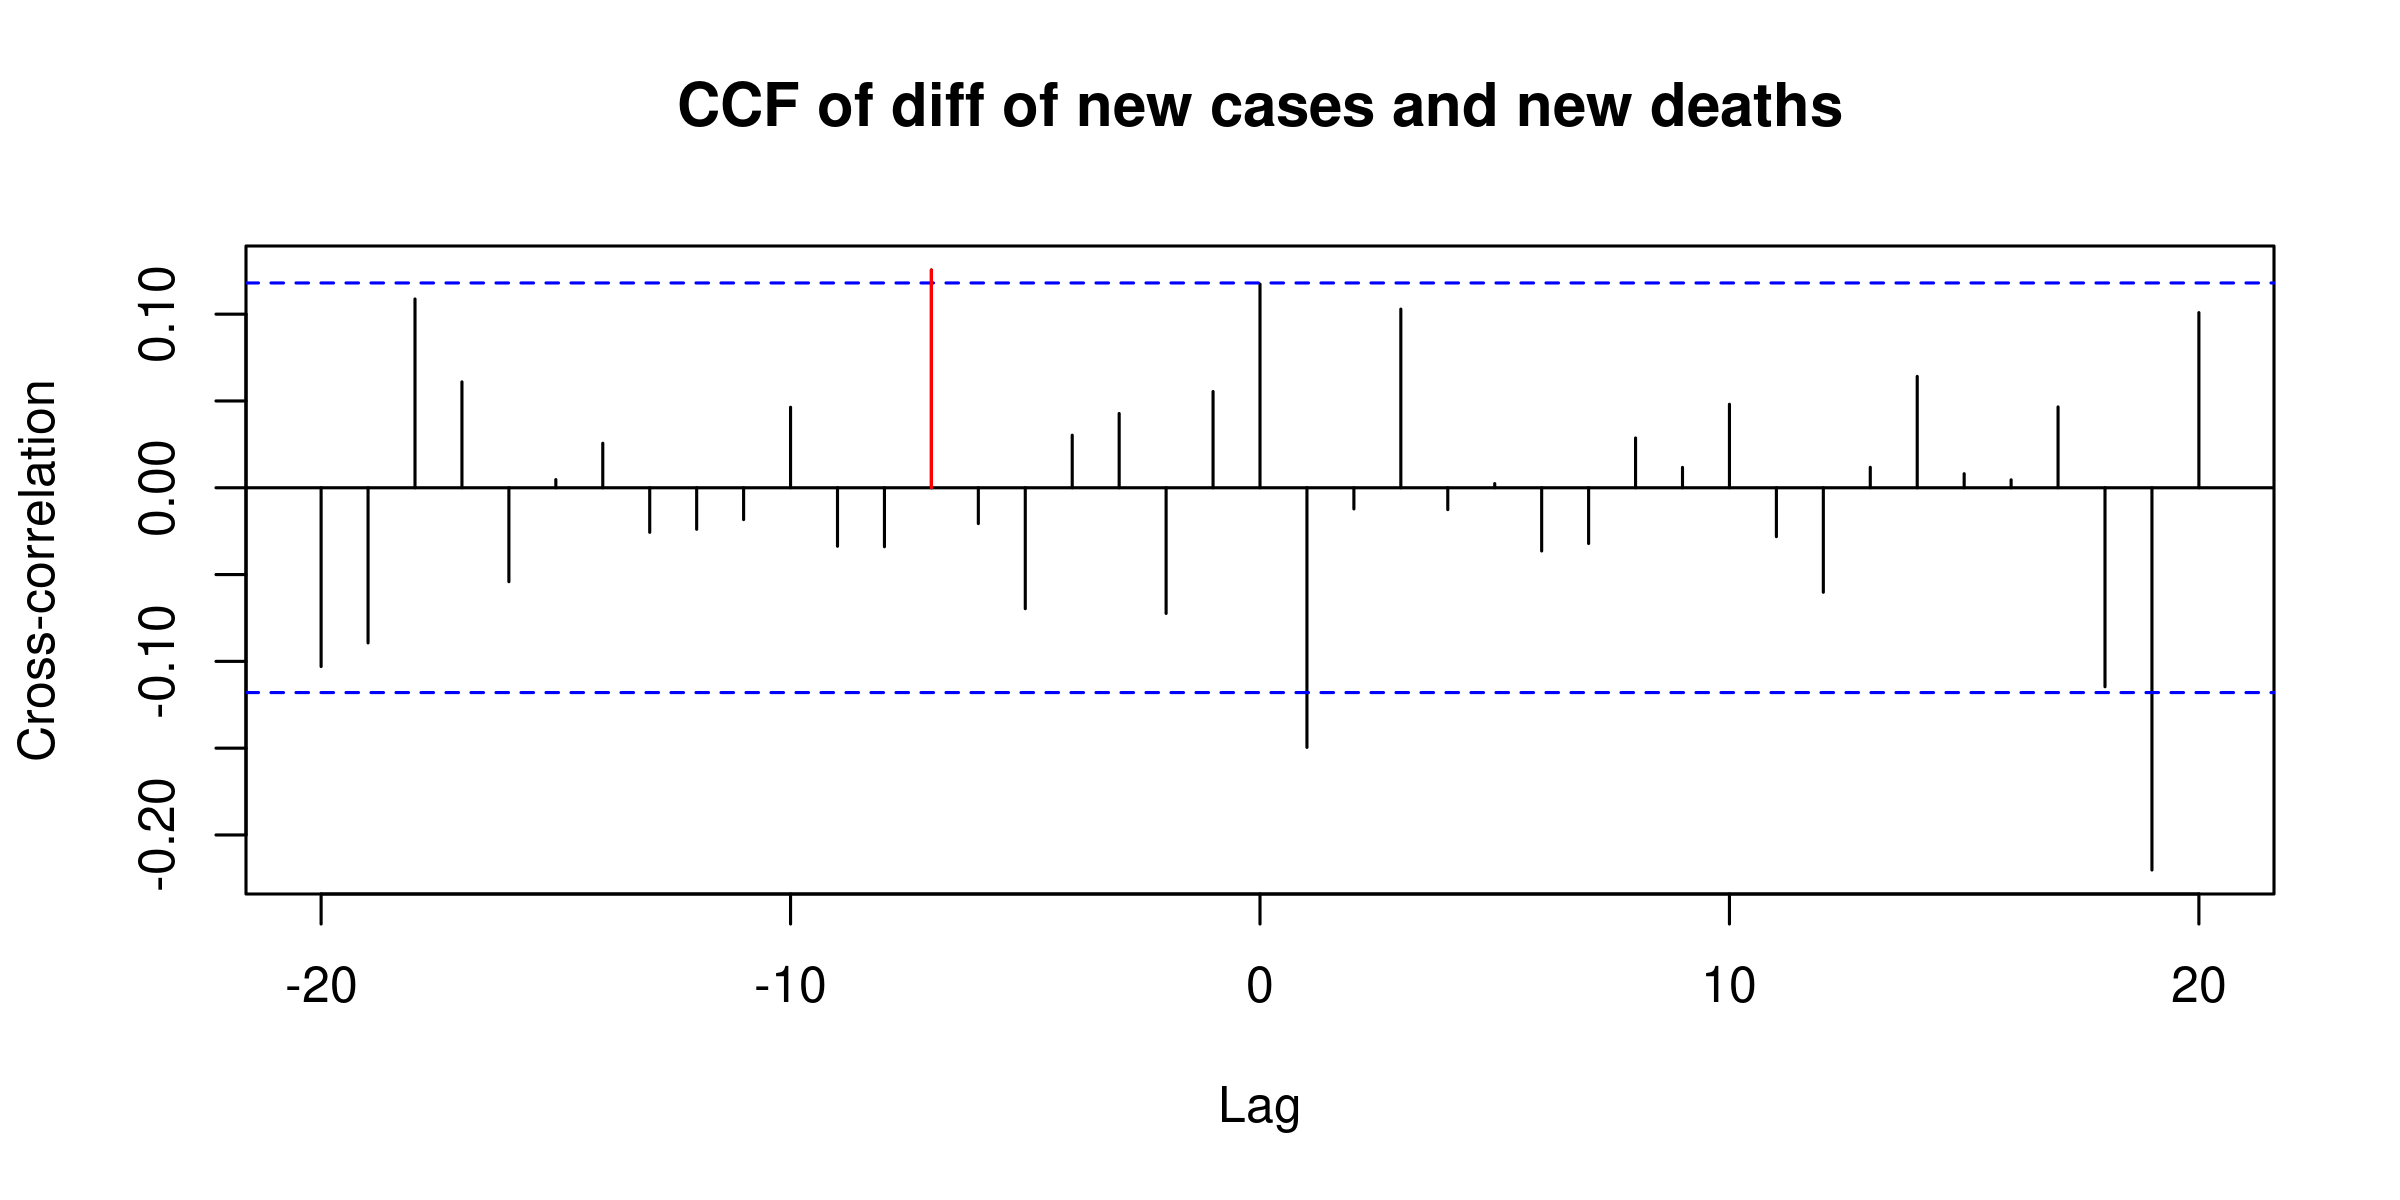 CCF of diff of new cases and new deaths
Cross-correlation
0.10
0.00
-0.10
-0.20
-20 -10 0 10 20
Lag